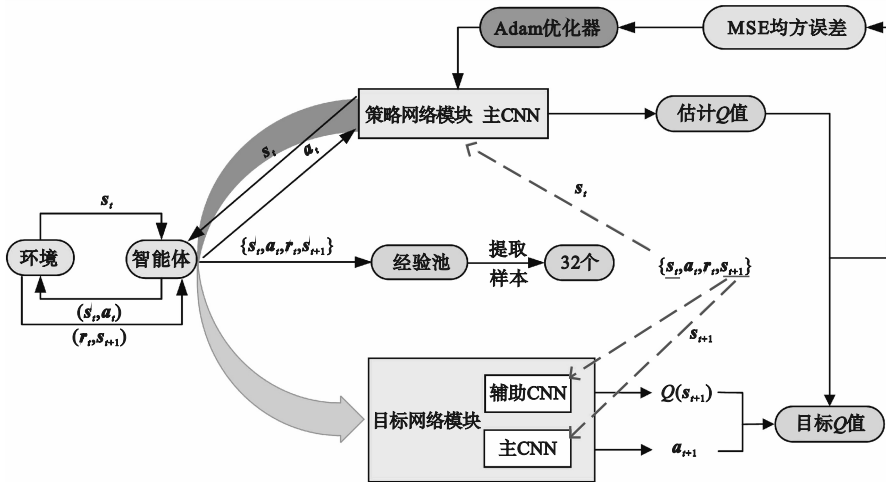 Adam优化器
MSE均方误差
策略网络模块 主CNN
估计Q值
s_t
a_t
s_t
s_t
环境
智能体
{s_t^i,a_t,r_t,s_{t+1}^i}
经验池
提取
样本
32个
{s_t,a_t,r_t,s_{t+1}}
(s_t^i,a_t)
(r_t,s_{t+1})
s_{t+1}
目标网络模块
辅助CNN
主CNN
Q(s_{t+1})
a_{t+1}
目标Q值